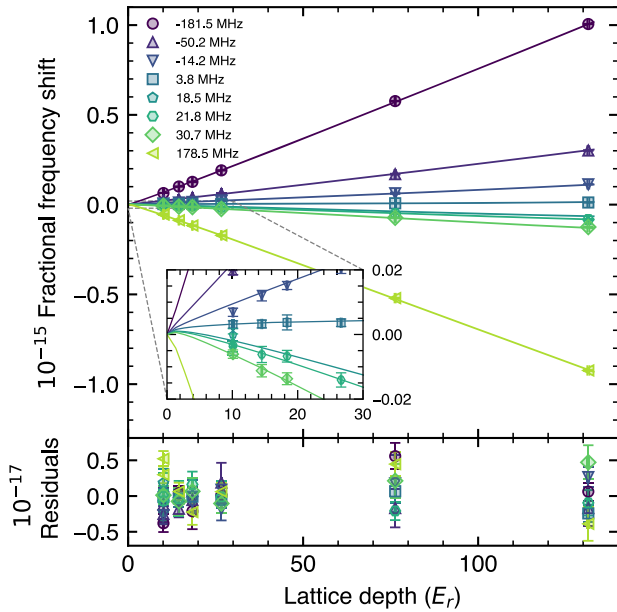 10⁻¹⁵ Fractional frequency shift
1.0
0.5
0.0
−0.5
−1.0
-181.5 MHz
-50.2 MHz
-14.2 MHz
3.8 MHz
18.5 MHz
21.8 MHz
30.7 MHz
178.5 MHz
0.02
0.00
−0.02
0 10 20 30
10⁻¹⁷
Residuals
0.5
0.0
−0.5
0 50 100
Lattice depth (Eᵣ)